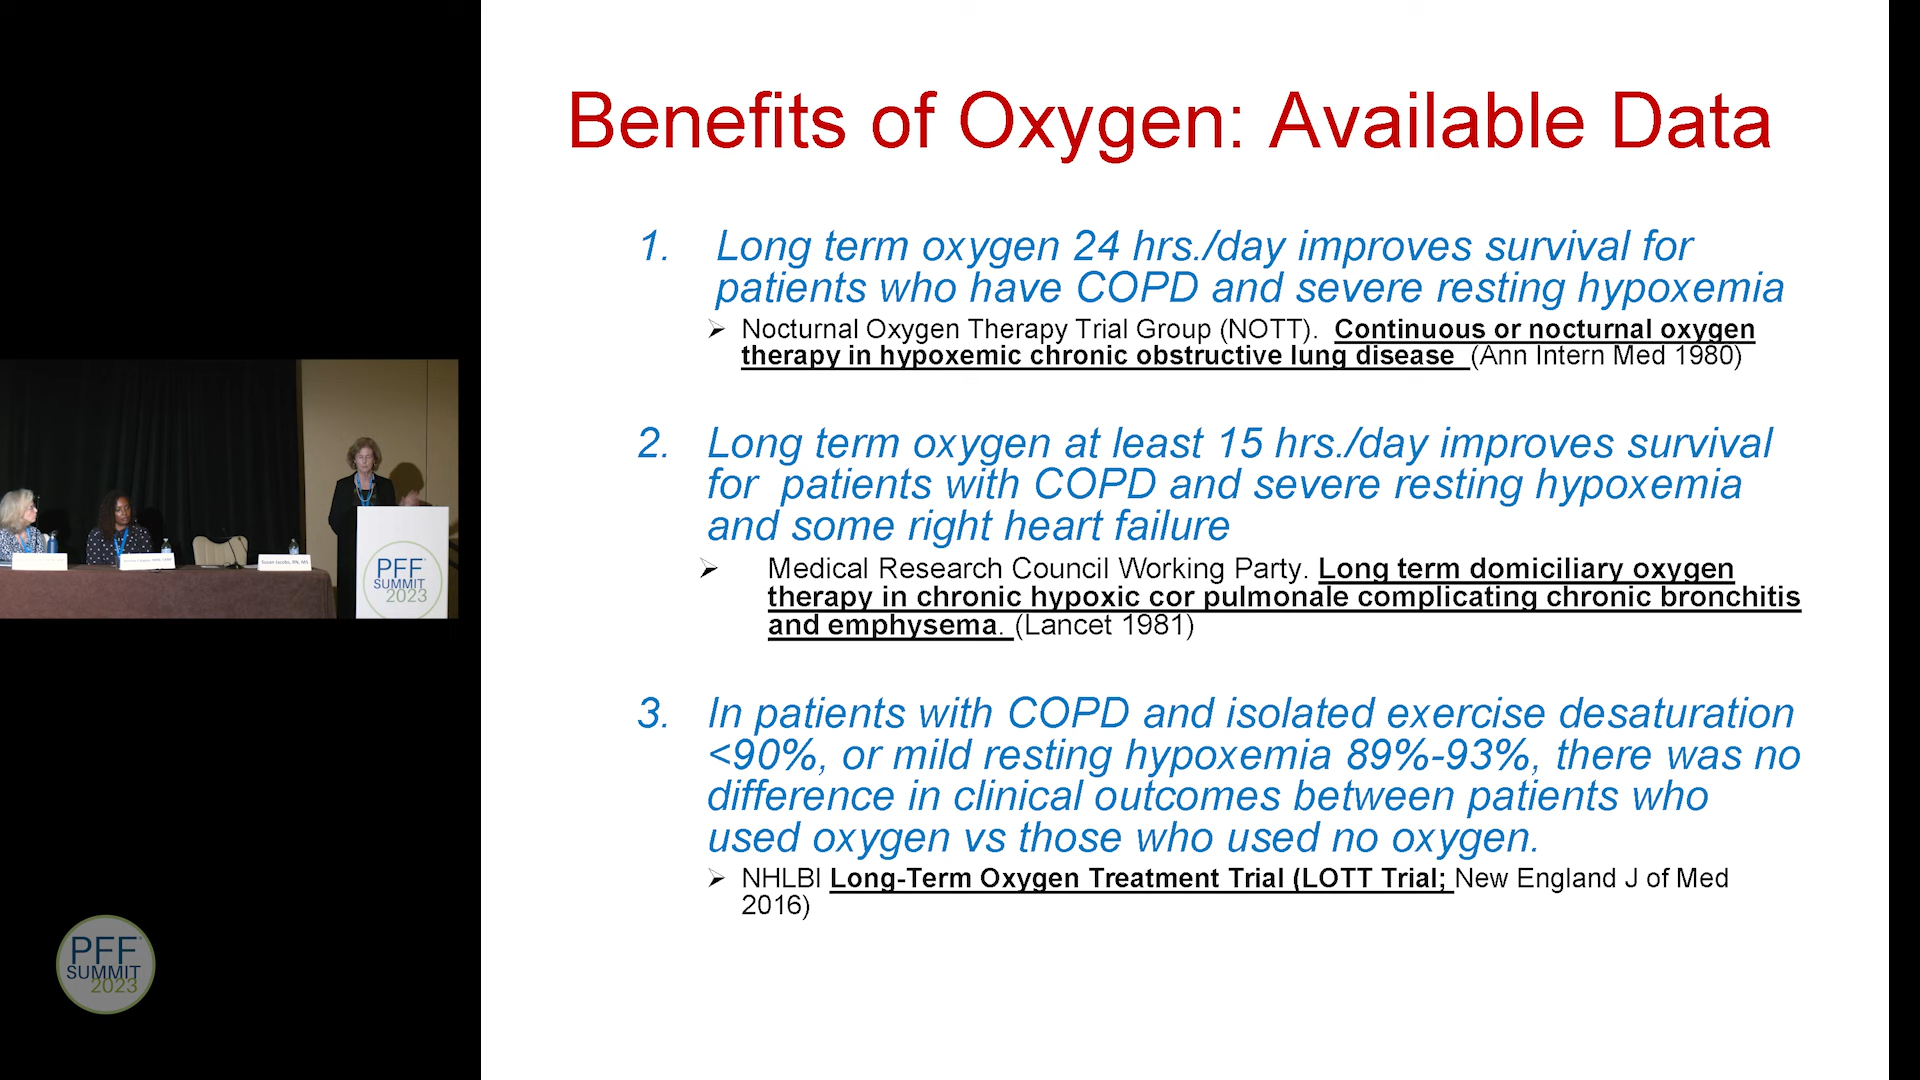 Benefits of Oxygen: Available Data
1. Long term oxygen 24 hrs./day improves survival for
patients who have COPD and severe resting hypoxemia
➢ Nocturnal Oxygen Therapy Trial Group (NOTT). Continuous or nocturnal oxygen
therapy in hypoxemic chronic obstructive lung disease (Ann Intern Med 1980)
2. Long term oxygen at least 15 hrs./day improves survival
for patients with COPD and severe resting hypoxemia
and some right heart failure
➢ Medical Research Council Working Party. Long term domiciliary oxygen
therapy in chronic hypoxic cor pulmonale complicating chronic bronchitis
and emphysema. (Lancet 1981)
3. In patients with COPD and isolated exercise desaturation
<90%, or mild resting hypoxemia 89%-93%, there was no
difference in clinical outcomes between patients who
used oxygen vs those who used no oxygen.
➢ NHLBI Long-Term Oxygen Treatment Trial (LOTT Trial; New England J of Med
2016)
Susan Jacobs, RN, MS
PFF
SUMMIT
2023
PFF
SUMMIT
2023